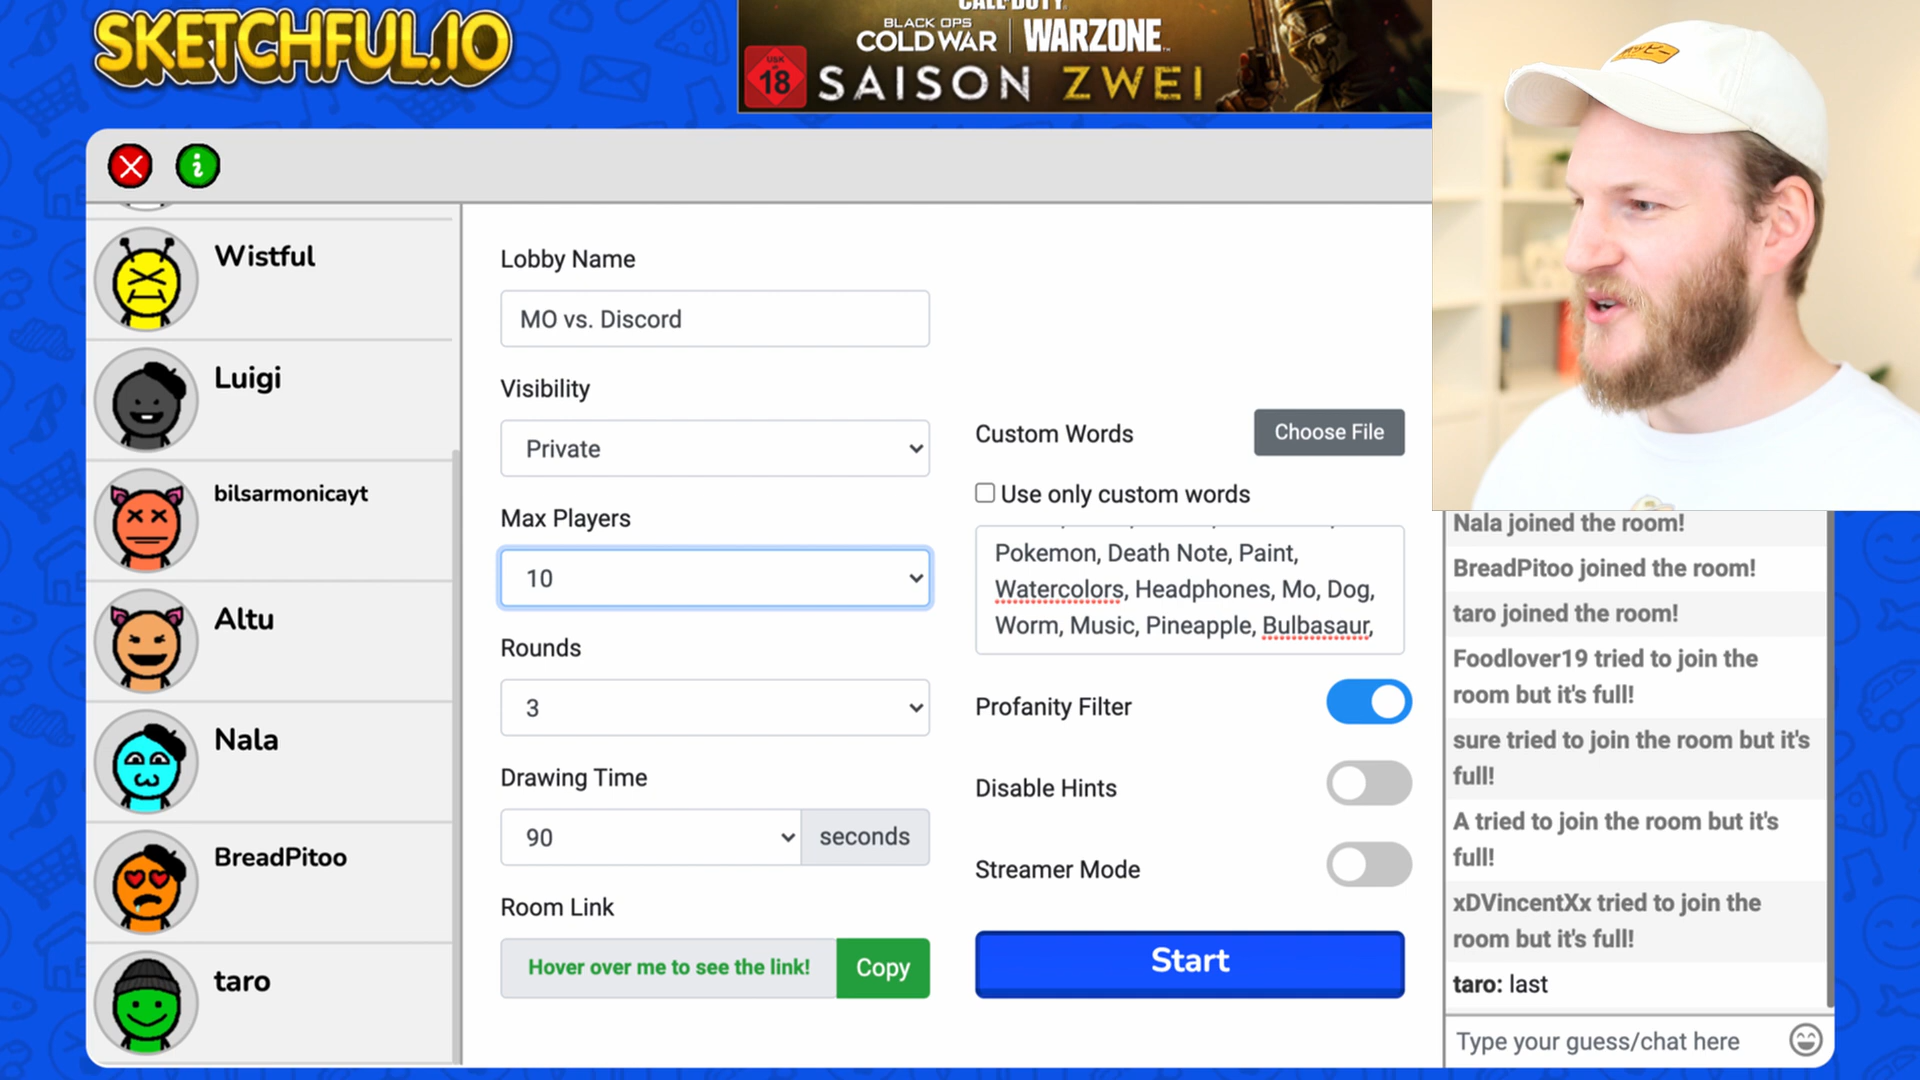 SKETCHFUL.IO
CALL OF DUTY
BLACK OPS
COLD WAR
WARZONE
USK
18
SAISON ZWEI
Wistful
Luigi
bilsarmonicayt
Altu
Nala
BreadPitoo
taro
Lobby Name
MO vs. Discord
Visibility
Private
Max Players
10
Rounds
3
Drawing Time
90
seconds
Room Link
Hover over me to see the link!
Copy
Custom Words
Choose File
Use only custom words
Pokemon, Death Note, Paint,
Watercolors, Headphones, Mo, Dog,
Worm, Music, Pineapple, Bulbasaur,
Profanity Filter
Disable Hints
Streamer Mode
Start
Nala joined the room!
BreadPitoo joined the room!
taro joined the room!
Foodlover19 tried to join the
room but it's full!
sure tried to join the room but it's
full!
A tried to join the room but it's
full!
xDVincentXx tried to join the
room but it's full!
taro: last
Type your guess/chat here